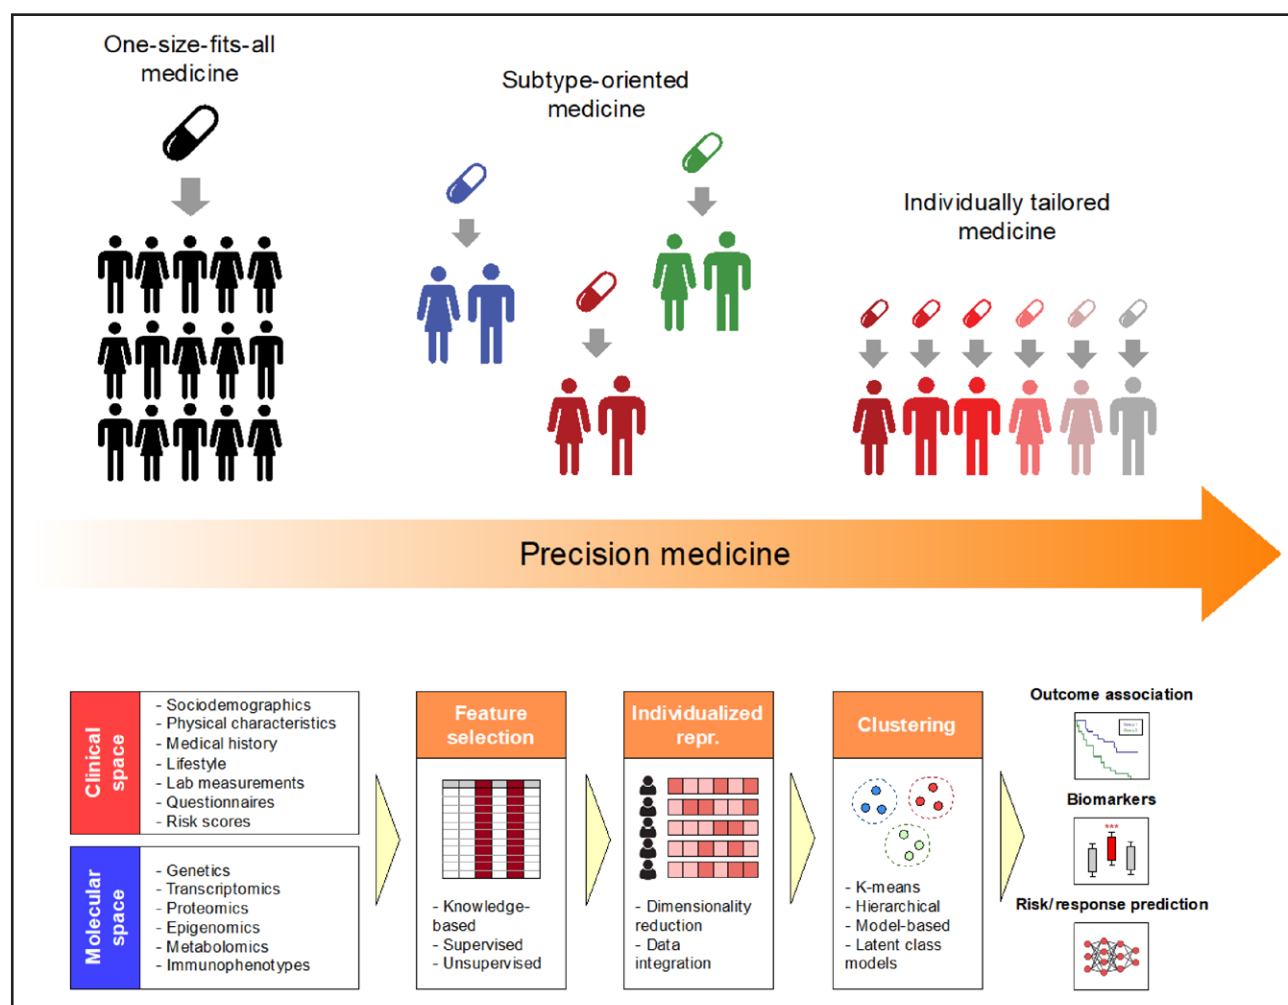 One-size-fits-all
medicine
Subtype-oriented
medicine
Individually tailored
medicine
Precision medicine
Clinical
space
- Sociodemographics
- Physical characteristics
- Medical history
- Lifestyle
- Lab measurements
- Questionnaires
- Risk scores
Molecular
space
- Genetics
- Transcriptomics
- Proteomics
- Epigenomics
- Metabolomics
- Immunophenotypes
Feature
selection
- Knowledge-
based
- Supervised
- Unsupervised
Individualized
repr.
- Dimensionality
reduction
- Data
integration
Clustering
- K-means
- Hierarchical
- Model-based
- Latent class
models
Outcome association
Biomarkers
***
Risk/response prediction